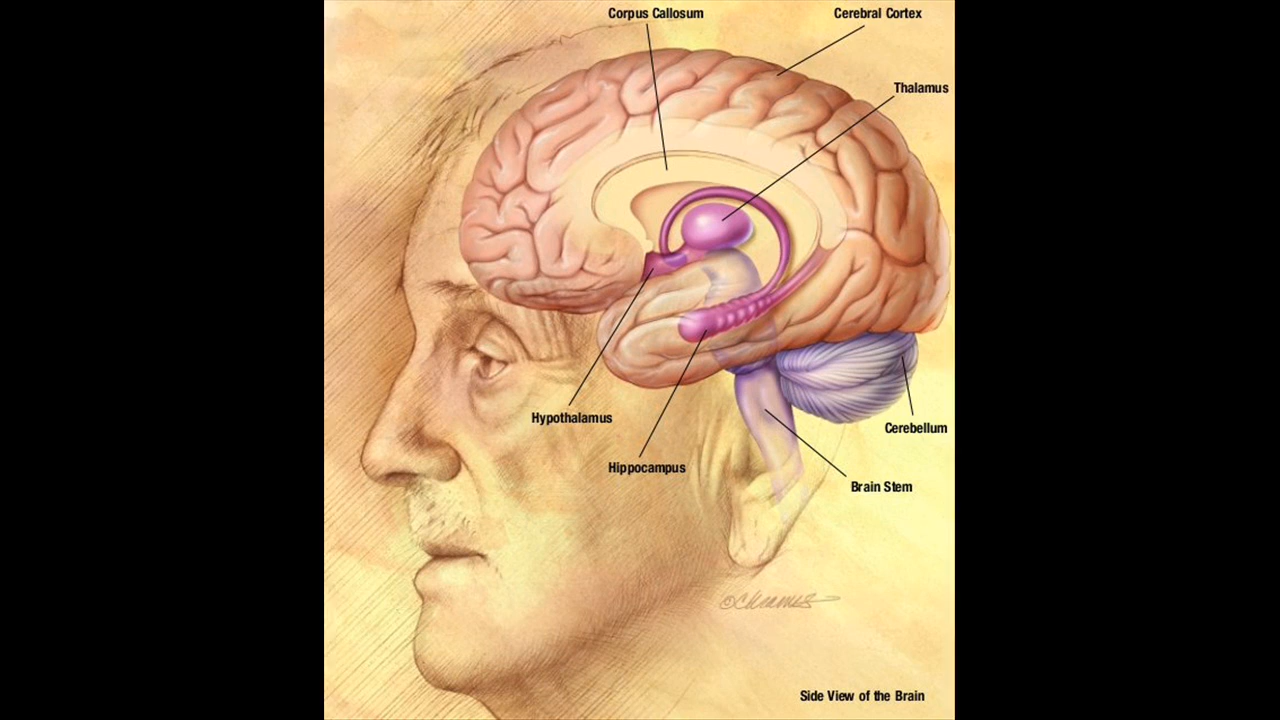 Corpus Callosum
Cerebral Cortex
Thalamus
Hypothalamus
Hippocampus
Cerebellum
Brain Stem
Side View of the Brain